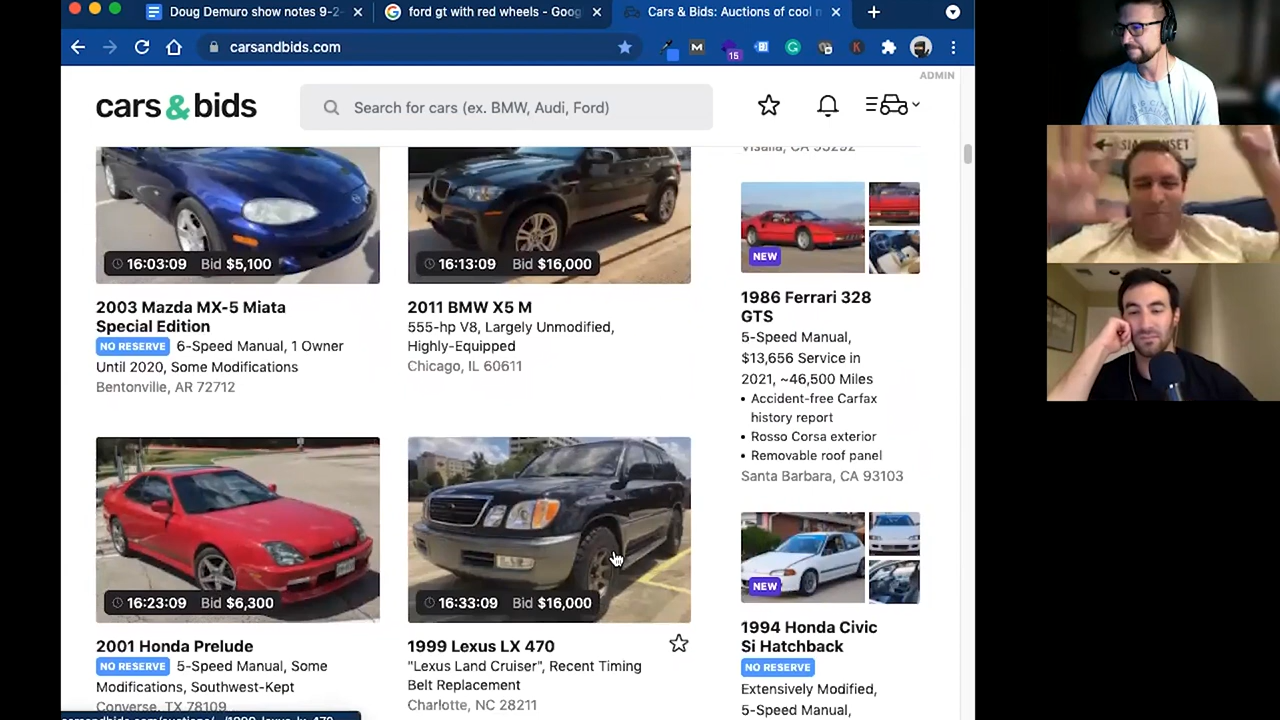 Doug Demuro show notes 9-2-
ford gt with red wheels - Goog
Cars & Bids: Auctions of cool m
carsandbids.com
15
ADMIN
cars & bids
Search for cars (ex. BMW, Audi, Ford)
16:03:09 Bid $5,100
2003 Mazda MX-5 Miata
Special Edition
NO RESERVE 6-Speed Manual, 1 Owner
Until 2020, Some Modifications
Bentonville, AR 72712
16:13:09 Bid $16,000
2011 BMW X5 M
555-hp V8, Largely Unmodified,
Highly-Equipped
Chicago, IL 60611
16:23:09 Bid $6,300
2001 Honda Prelude
NO RESERVE 5-Speed Manual, Some
Modifications, Southwest-Kept
Converse, TX 78109
16:33:09 Bid $16,000
1999 Lexus LX 470
"Lexus Land Cruiser", Recent Timing
Belt Replacement
Charlotte, NC 28211
Visalia, CA 93292
NEW
1986 Ferrari 328
GTS
5-Speed Manual,
$13,656 Service in
2021, ~46,500 Miles
• Accident-free Carfax
history report
• Rosso Corsa exterior
• Removable roof panel
Santa Barbara, CA 93103
NEW
1994 Honda Civic
Si Hatchback
NO RESERVE
Extensively Modified,
5-Speed Manual,